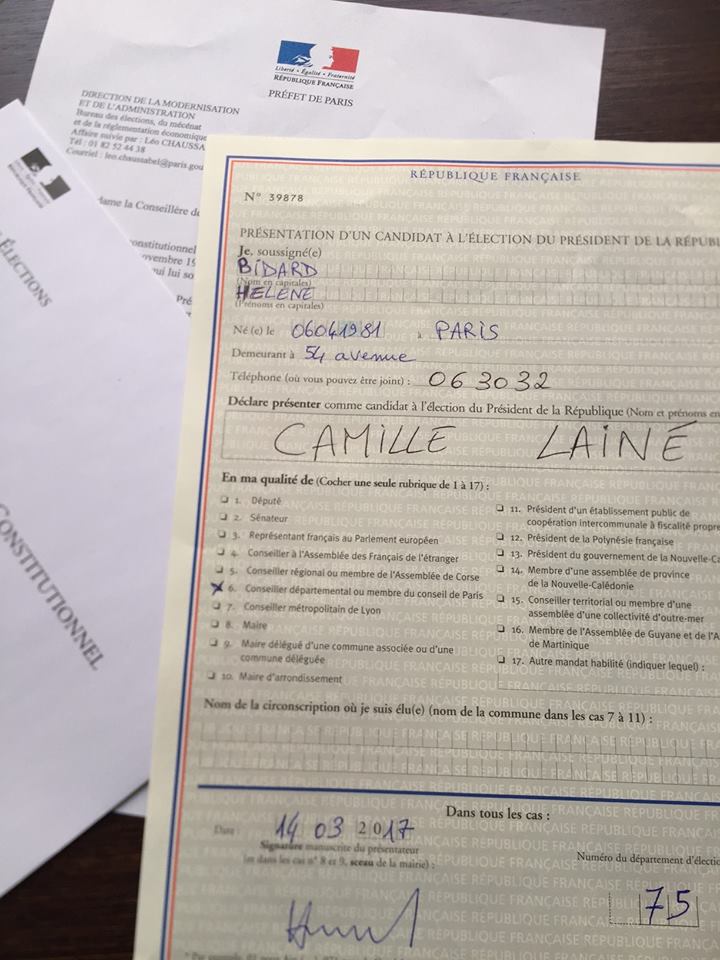 Liberté • Égalité • Fraternité
RÉPUBLIQUE FRANÇAISE
PRÉFET DE PARIS
DIRECTION DE LA MODERNISATION
ET DE L'ADMINISTRATION
Bureau des élections, du mécénat
et de la réglementation économique
Affaire suivie par : Léo CHAUSSA
Tél : 01 82 52 44 38
Courriel : leo.chaussabel@paris.gou
dame la Conseillère de
onstitutionnel
ovembre 19
qui lui so
Pré
ÉLECTIONS
CONSTITUTIONNEL
RÉPUBLIQUE FRANÇAISE
N° 39878
PRÉSENTATION D'UN CANDIDAT À L'ÉLECTION DU PRÉSIDENT DE LA RÉPUBL
Je, soussigné(e)
BIDARD
(Nom en capitales)
HELENE
(Prénoms en capitales)
Né(e) le 06041981 à PARIS
Demeurant à 54 avenue
Téléphone (où vous pouvez être joint) : 063032
Déclare présenter comme candidat à l'élection du Président de la République (Nom et prénoms en
CAMILLE LAINÉ
En ma qualité de (Cocher une seule rubrique de 1 à 17) :
1. Député
2. Sénateur
3. Représentant français au Parlement européen
4. Conseiller à l'Assemblée des Français de l'étranger
5. Conseiller régional ou membre de l'Assemblée de Corse
6. Conseiller départemental ou membre du conseil de Paris
7. Conseiller métropolitain de Lyon
8. Maire
9. Maire délégué d'une commune associée ou d'une
commune déléguée
10. Maire d'arrondissement
11. Président d'un établissement public de
coopération intercommunale à fiscalité propre
12. Président de la Polynésie française
13. Président du gouvernement de la Nouvelle-Ca
14. Membre d'une assemblée de province
de la Nouvelle-Calédonie
15. Conseiller territorial ou membre d'une
assemblée d'une collectivité d'outre-mer
16. Membre de l'Assemblée de Guyane et de l'A
de Martinique
17. Autre mandat habilité (indiquer lequel) :
Nom de la circonscription où je suis élu(e) (nom de la commune dans les cas 7 à 11) :
Dans tous les cas :
Date : 14 03 2017
Signature manuscrite du présentateur
(et dans les cas n° 8 et 9, sceau de la mairie) :
Numéro du département d'électio
75